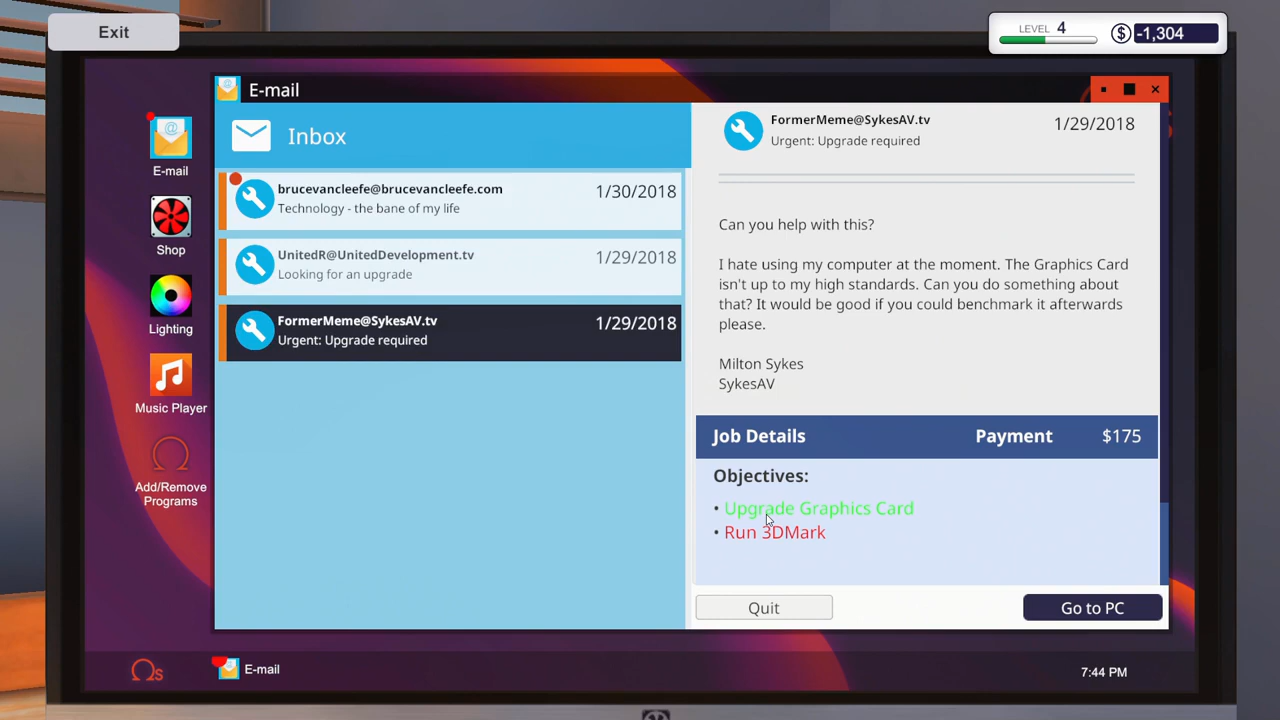 Exit
LEVEL 4
$ -1,304
E-mail
Inbox
brucevancleefe@brucevancleefe.com
1/30/2018
Technology - the bane of my life
UnitedR@UnitedDevelopment.tv
1/29/2018
Looking for an upgrade
FormerMeme@SykesAV.tv
1/29/2018
Urgent: Upgrade required
FormerMeme@SykesAV.tv
1/29/2018
Urgent: Upgrade required
Can you help with this?
I hate using my computer at the moment. The Graphics Card
isn't up to my high standards. Can you do something about
that? It would be good if you could benchmark it afterwards
please.
Milton Sykes
SykesAV
Job Details
Payment
$175
Objectives:
• Upgrade Graphics Card
• Run 3DMark
Quit
Go to PC
E-mail
Shop
Lighting
Music Player
Add/Remove
Programs
Ωs
E-mail
7:44 PM